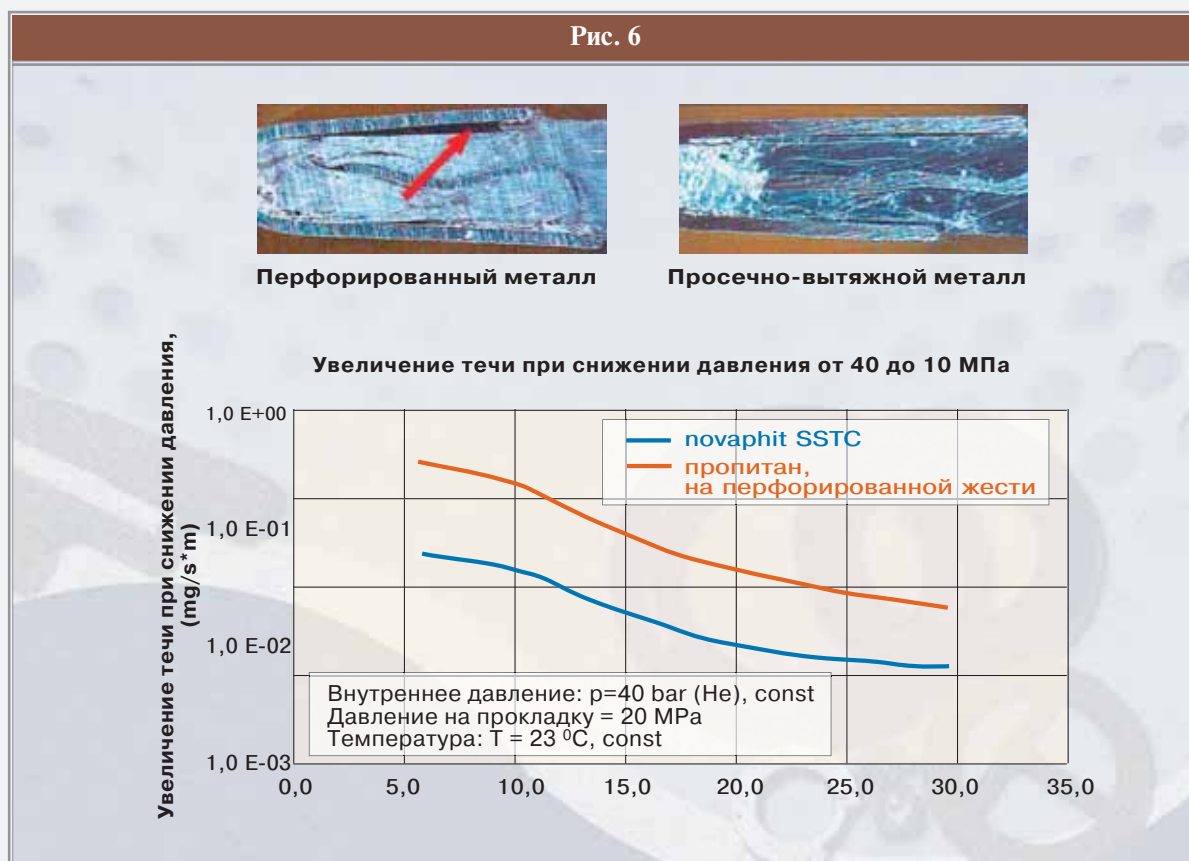 Рис. 6
Перфорированный металл
Просечно-вытяжной металл
Увеличение течи при снижении давления,
(mg/s*m)
Увеличение течи при снижении давления от 40 до 10 МПа
1,0 E+00
1,0 E-01
1,0 E-02
1,0 E-03
novaphit SSTC
пропитан,
на перфорированной жести
Внутреннее давление: p=40 bar (He), const
Давление на прокладку = 20 MPa
Температура: T = 23 ⁰C, const
0,0 5,0 10,0 15,0 20,0 25,0 30,0 35,0